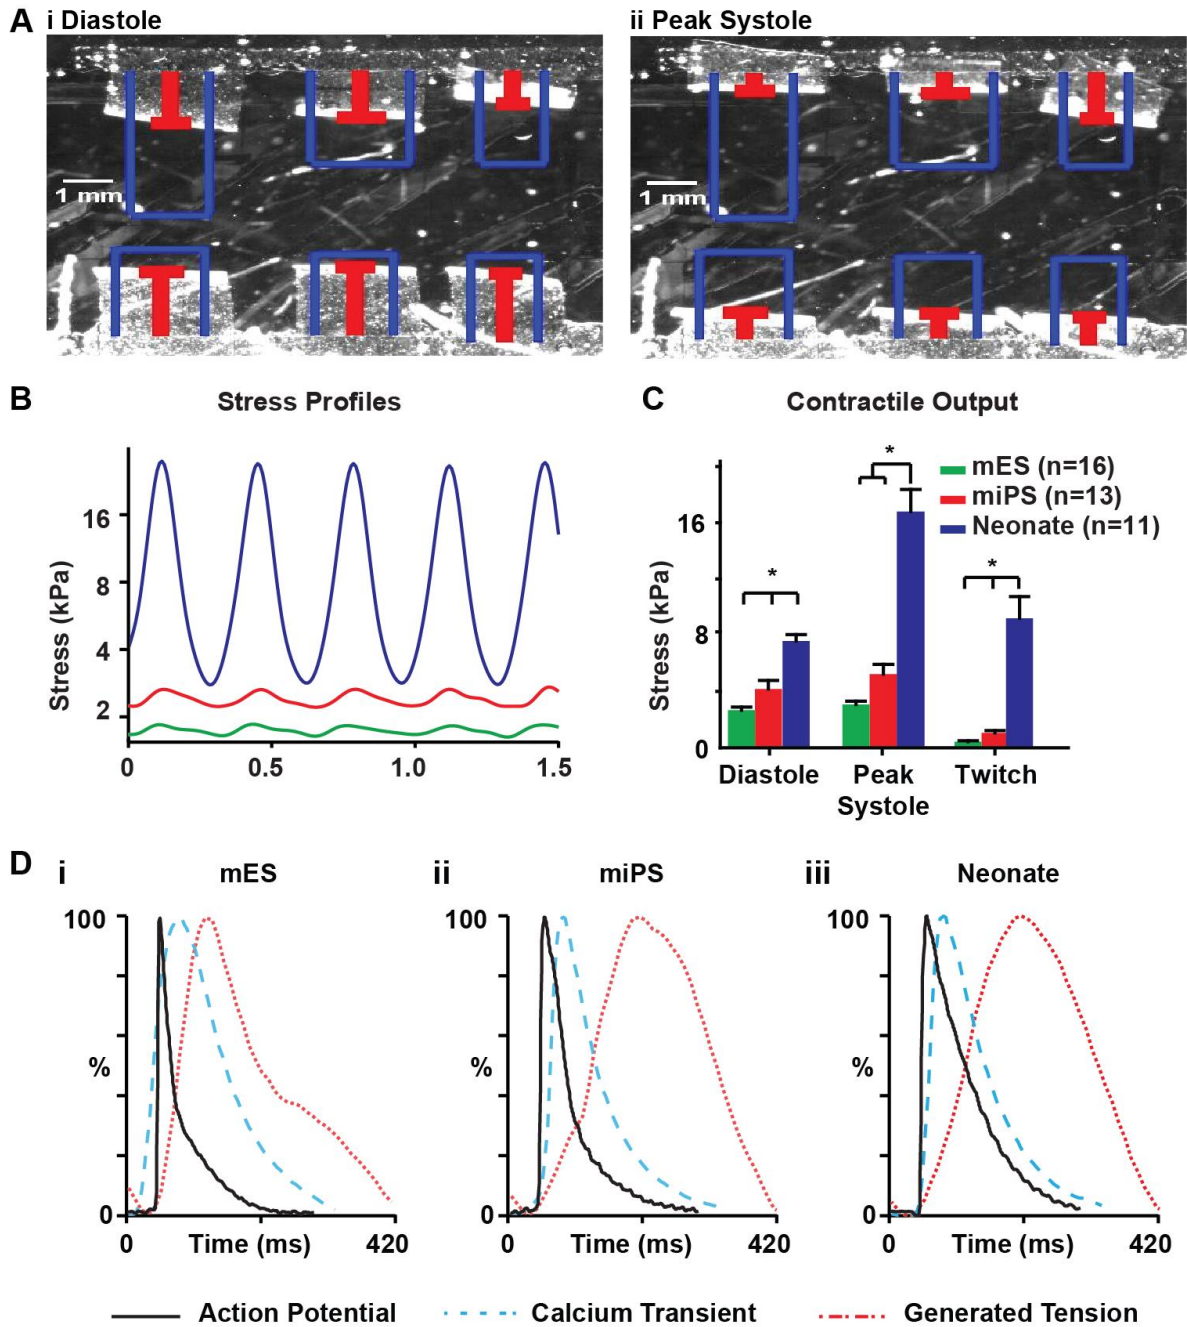 A i Diastole
ii Peak Systole
1 mm
1 mm
B Stress Profiles
Stress (kPa)
16
8
4
2
0 0.5 1.0 1.5
C Contractile Output
mES (n=16)
miPS (n=13)
Neonate (n=11)
Stress (kPa)
16
8
0
* * *
Diastole Peak Systole Twitch
D
i mES
100
%
0
0 Time (ms) 420
ii miPS
100
%
0
0 Time (ms) 420
iii Neonate
100
%
0
0 Time (ms) 420
Action Potential Calcium Transient Generated Tension